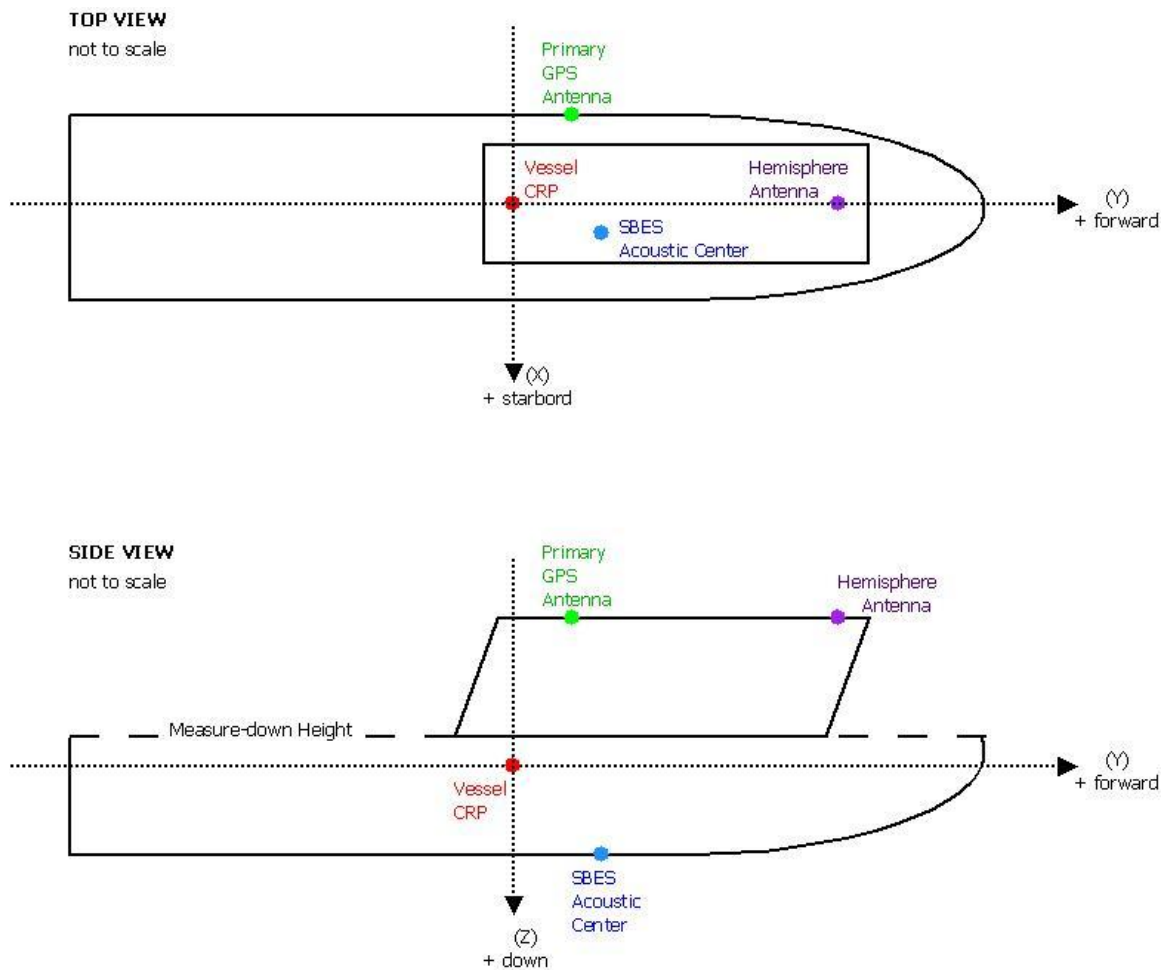 TOP VIEW
not to scale
Primary
GPS
Antenna
Vessel
CRP
Hemisphere
Antenna
SBES
Acoustic Center
(Y)
+ forward
(X)
+ starbord
SIDE VIEW
not to scale
Primary
GPS
Antenna
Hemisphere
Antenna
Measure-down Height
Vessel
CRP
(Y)
+ forward
SBES
Acoustic
Center
(Z)
+ down